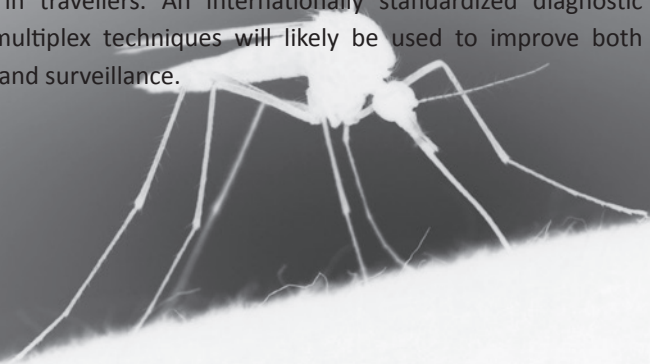 in travellers. An internationally standardized diagnostic
multiplex techniques will likely be used to improve both
and surveillance.